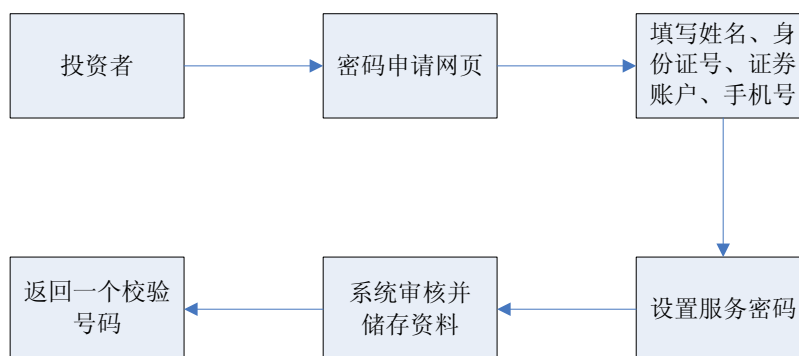 投资者
密码申请网页
填写姓名、身
份证号、证券
账户、手机号
设置服务密码
系统审核并
储存资料
返回一个校验
号码